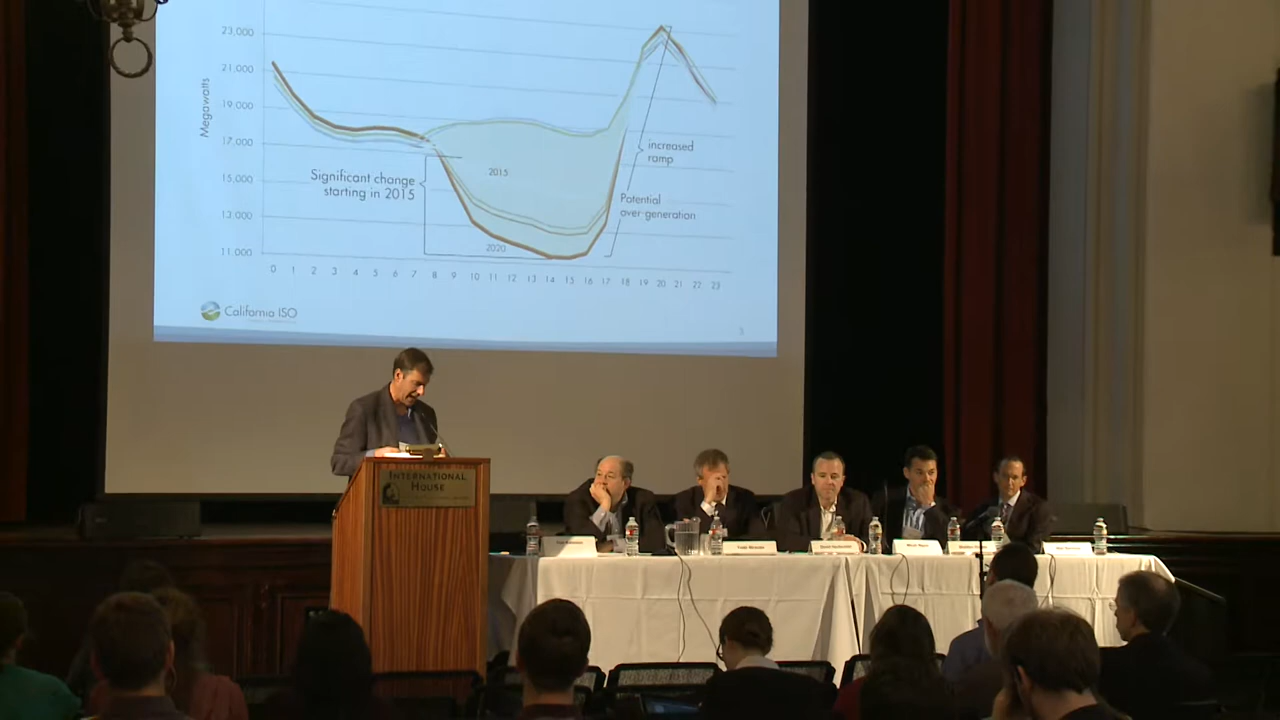 23,000
21,000
19,000
17,000
15,000
13,000
11,000
Megawatts
Significant change
starting in 2015
2015
2020
increased
ramp
Potential
over-generation
0 1 2 3 4 5 6 7 8 9 10 11 12 13 14 15 16 17 18 19 20 21 22 23
California ISO
INTERNATIONAL
HOUSE